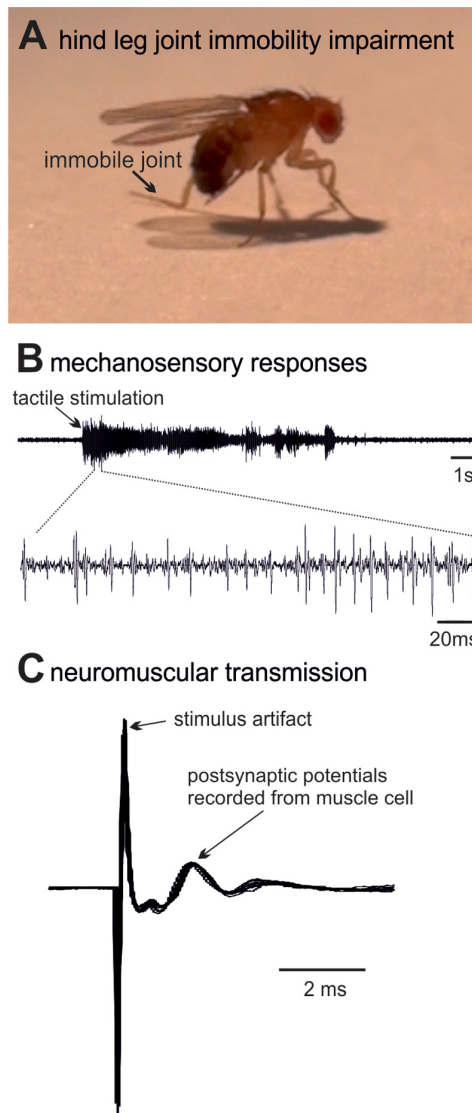 A hind leg joint immobility impairment
immobile joint
B mechanosensory responses
tactile stimulation
1s
20ms
C neuromuscular transmission
stimulus artifact
postsynaptic potentials
recorded from muscle cell
2 ms